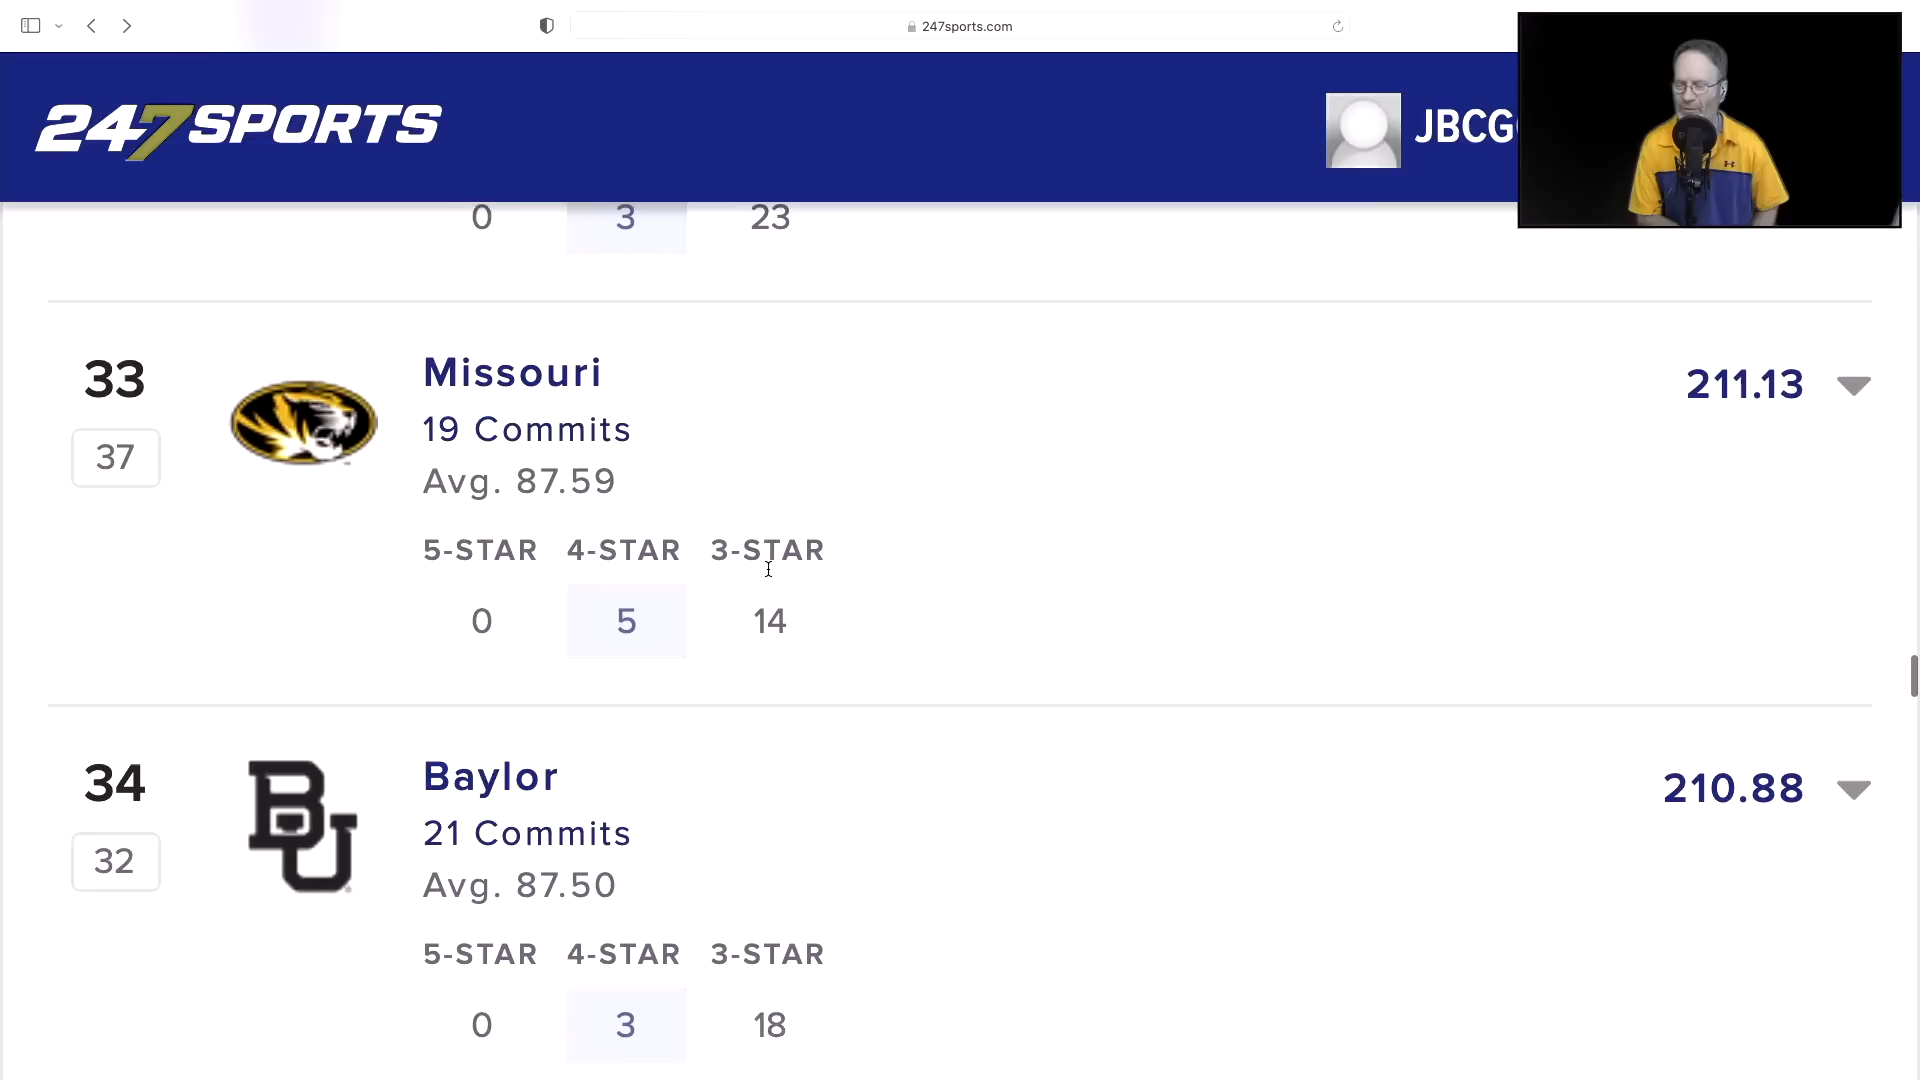 247sports.com
247SPORTS
JBCG
0 3 23
33
37
Missouri
19 Commits
Avg. 87.59
5-STAR 4-STAR 3-STAR
0 5 14
211.13
34
32
Baylor
21 Commits
Avg. 87.50
5-STAR 4-STAR 3-STAR
0 3 18
210.88
BU